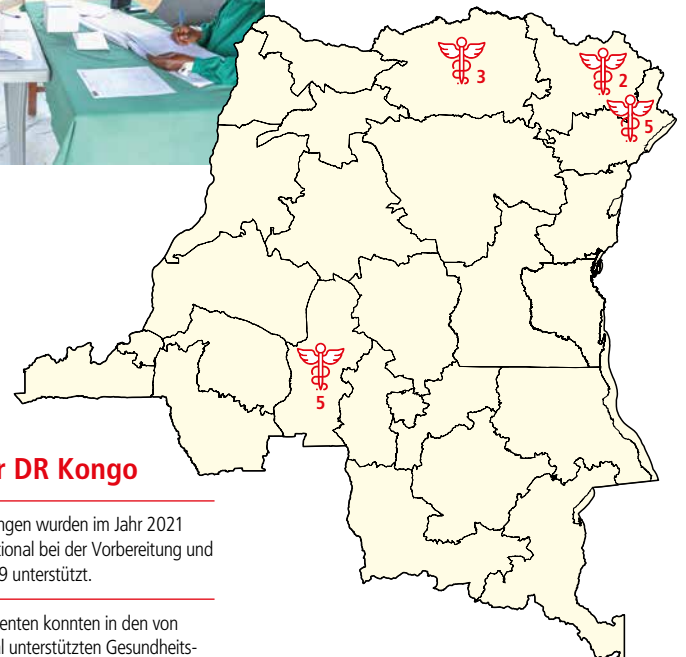 3
2
5
5
r DR Kongo
ngen wurden im Jahr 2021
tional bei der Vorbereitung und
9 unterstützt.
enten konnten in den von
l unterstützten Gesundheits-